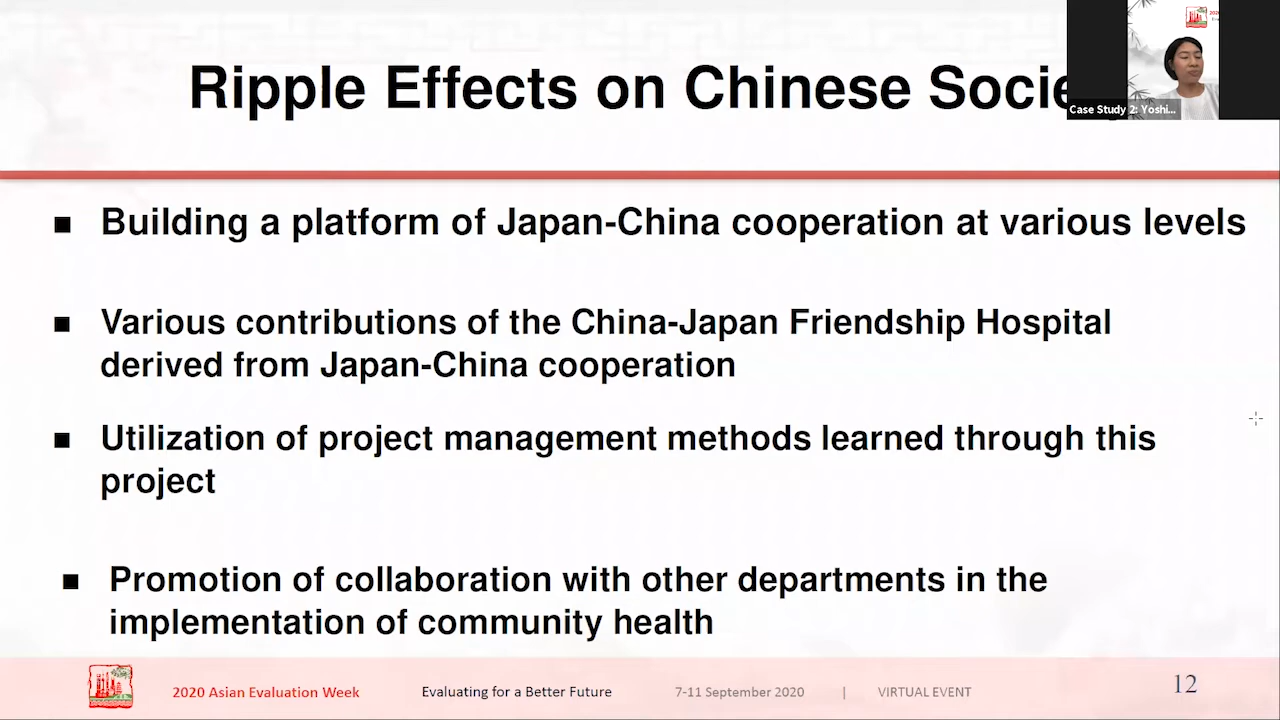 Ripple Effects on Chinese Socie
Case Study 2: Yoshi...
■ Building a platform of Japan-China cooperation at various levels
■ Various contributions of the China-Japan Friendship Hospital
derived from Japan-China cooperation
■ Utilization of project management methods learned through this
project
■ Promotion of collaboration with other departments in the
implementation of community health
2020 Asian Evaluation Week Evaluating for a Better Future 7-11 September 2020 | VIRTUAL EVENT 12